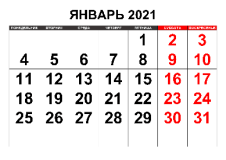 ЯНВАРЬ 2021
ПОНЕДЕЛЬНИК ВТОРНИК СРЕДА ЧЕТВЕРГ ПЯТНИЦА СУББОТА ВОСКРЕСЕНЬЕ
1 2 3
4 5 6 7 8 9 10
11 12 13 14 15 16 17
18 19 20 21 22 23 24
25 26 27 28 29 30 31